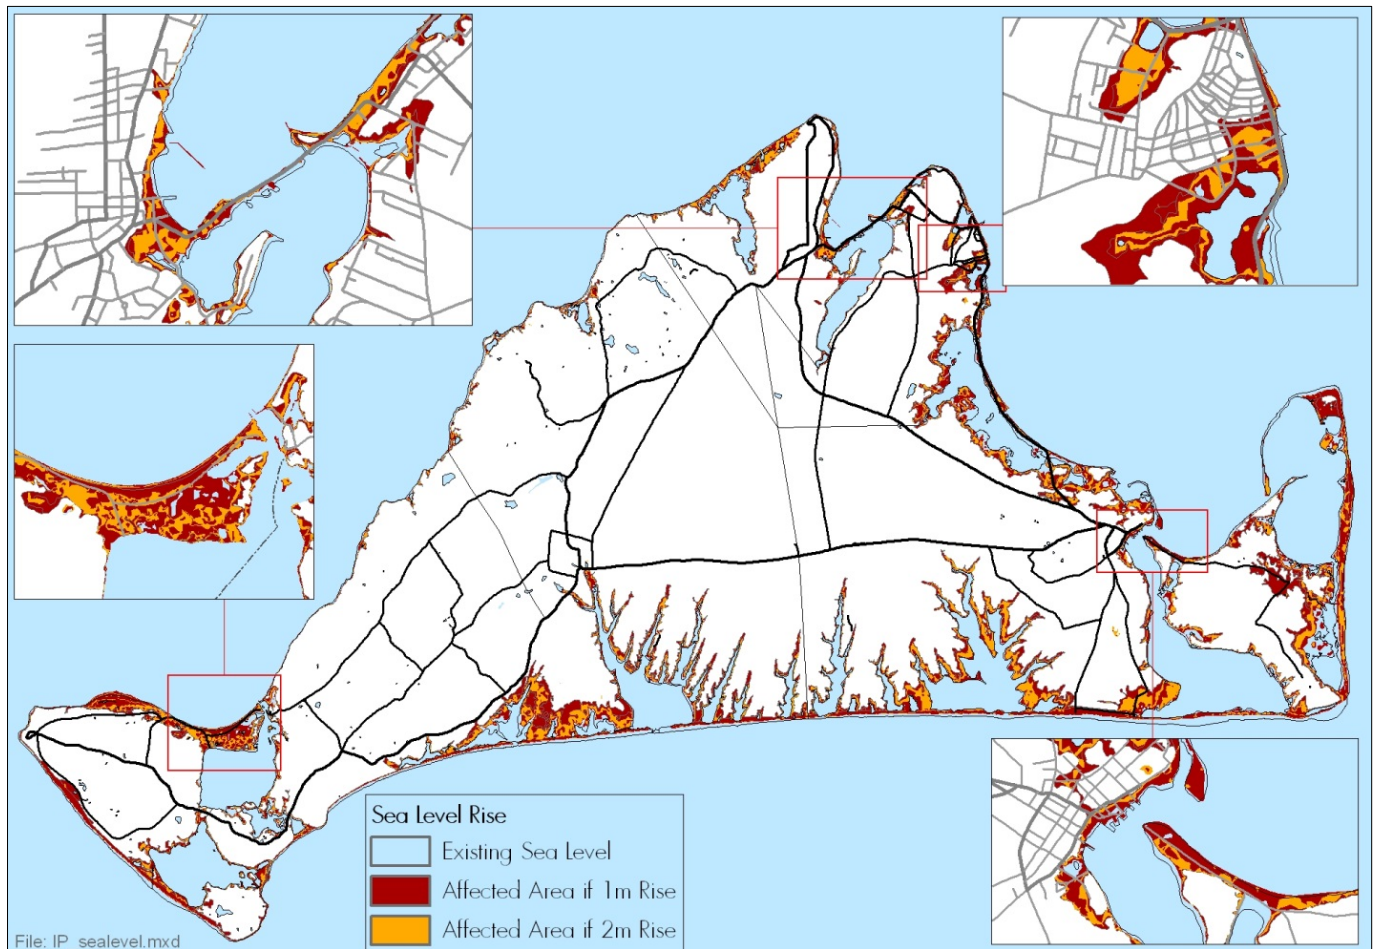 Sea Level Rise
Existing Sea Level
Affected Area if 1m Rise
Affected Area if 2m Rise
File: IP_sealevel.mxd